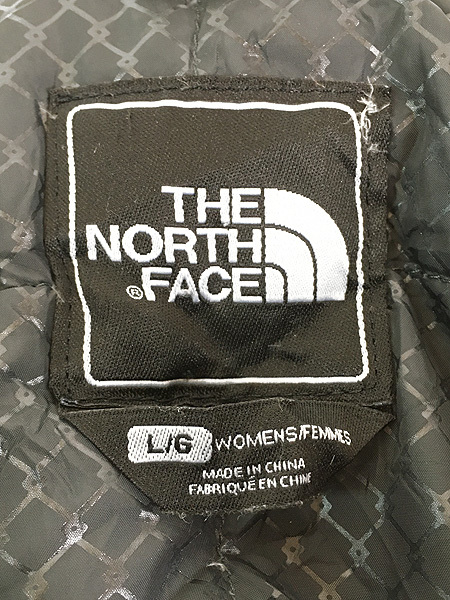 THE
NORTH
® FACE
L/G WOMENS/FEMMES
MADE IN CHINA
FABRIQUÉ EN CHINE